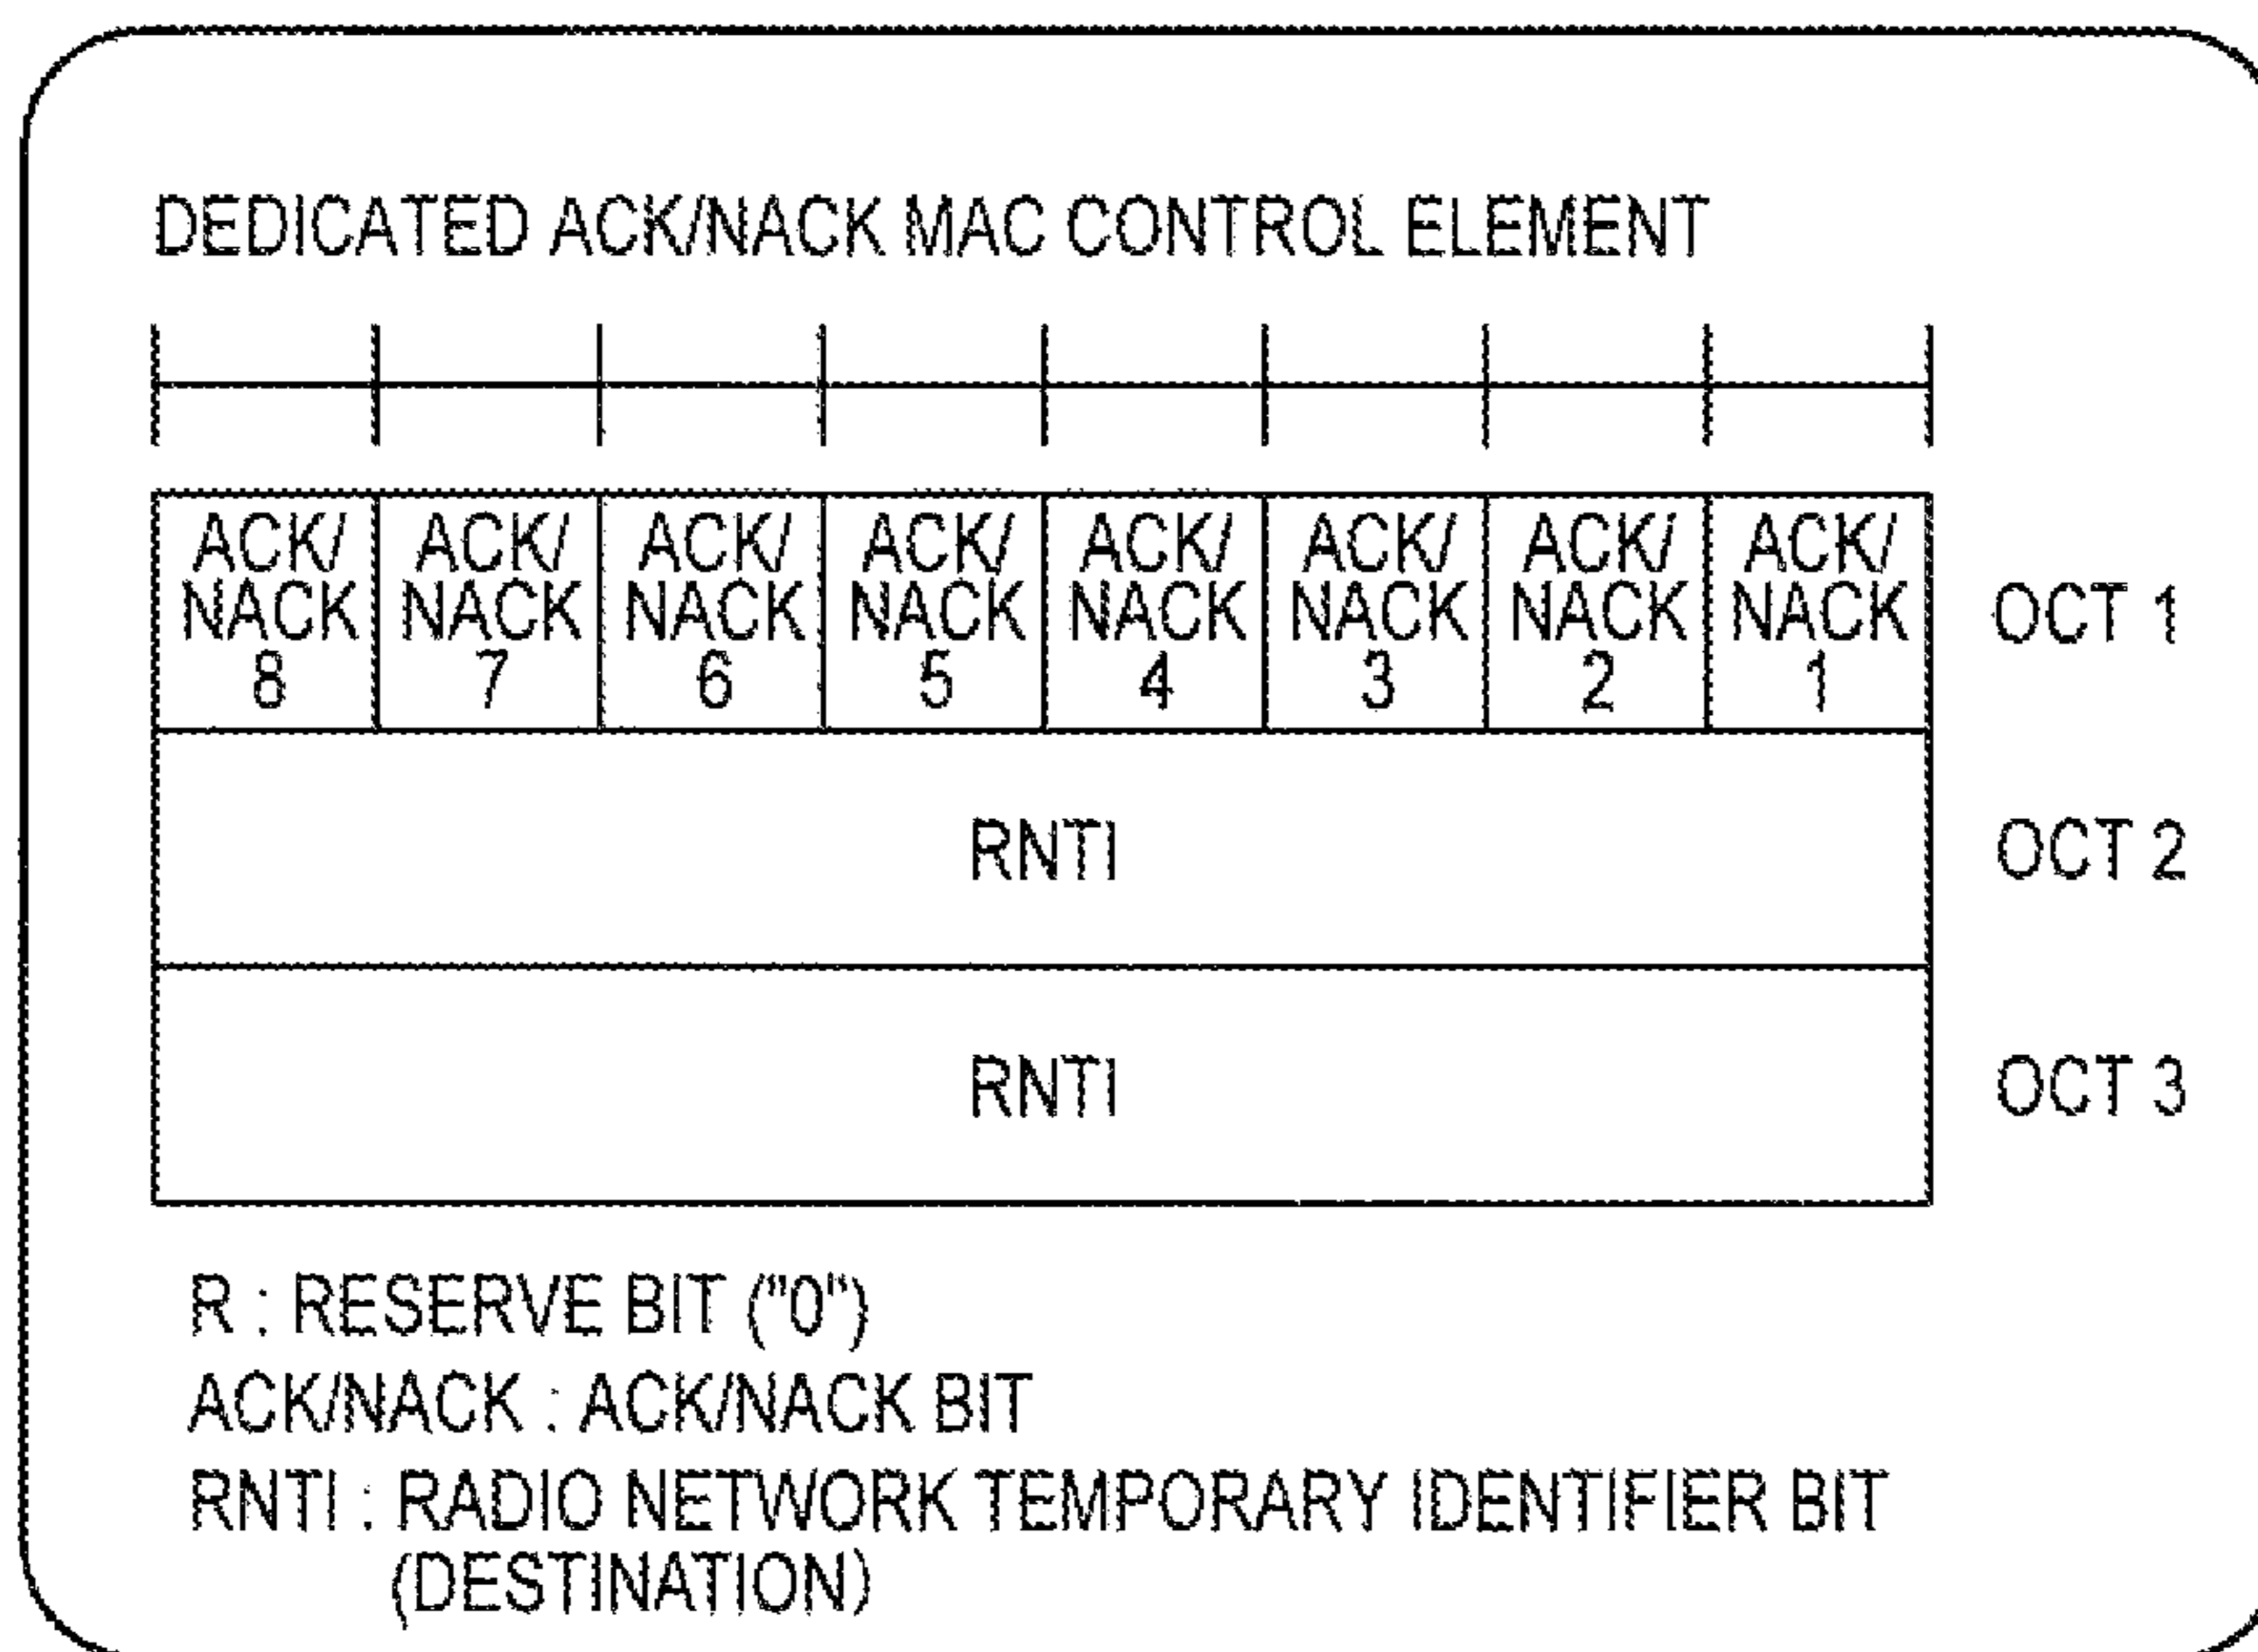 DEDICATED ACK/NACK MAC CONTROL ELEMENT
ACK/ ACK/ ACK/ ACK/ ACK/ ACK/ ACK/ ACK/
NACK NACK NACK NACK NACK NACK NACK NACK OCT 1
8 7 6 5 4 3 2 1
RNTI OCT 2
RNTI OCT 3
R : RESERVE BIT ("0")
ACK/NACK : ACK/NACK BIT
RNTI : RADIO NETWORK TEMPORARY IDENTIFIER BIT
(DESTINATION)